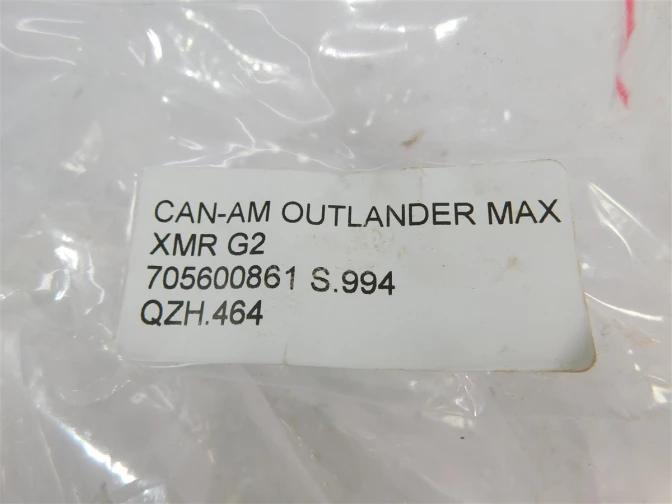 CAN-AM OUTLANDER MAX
XMR G2
705600861 S.994
QZH.464